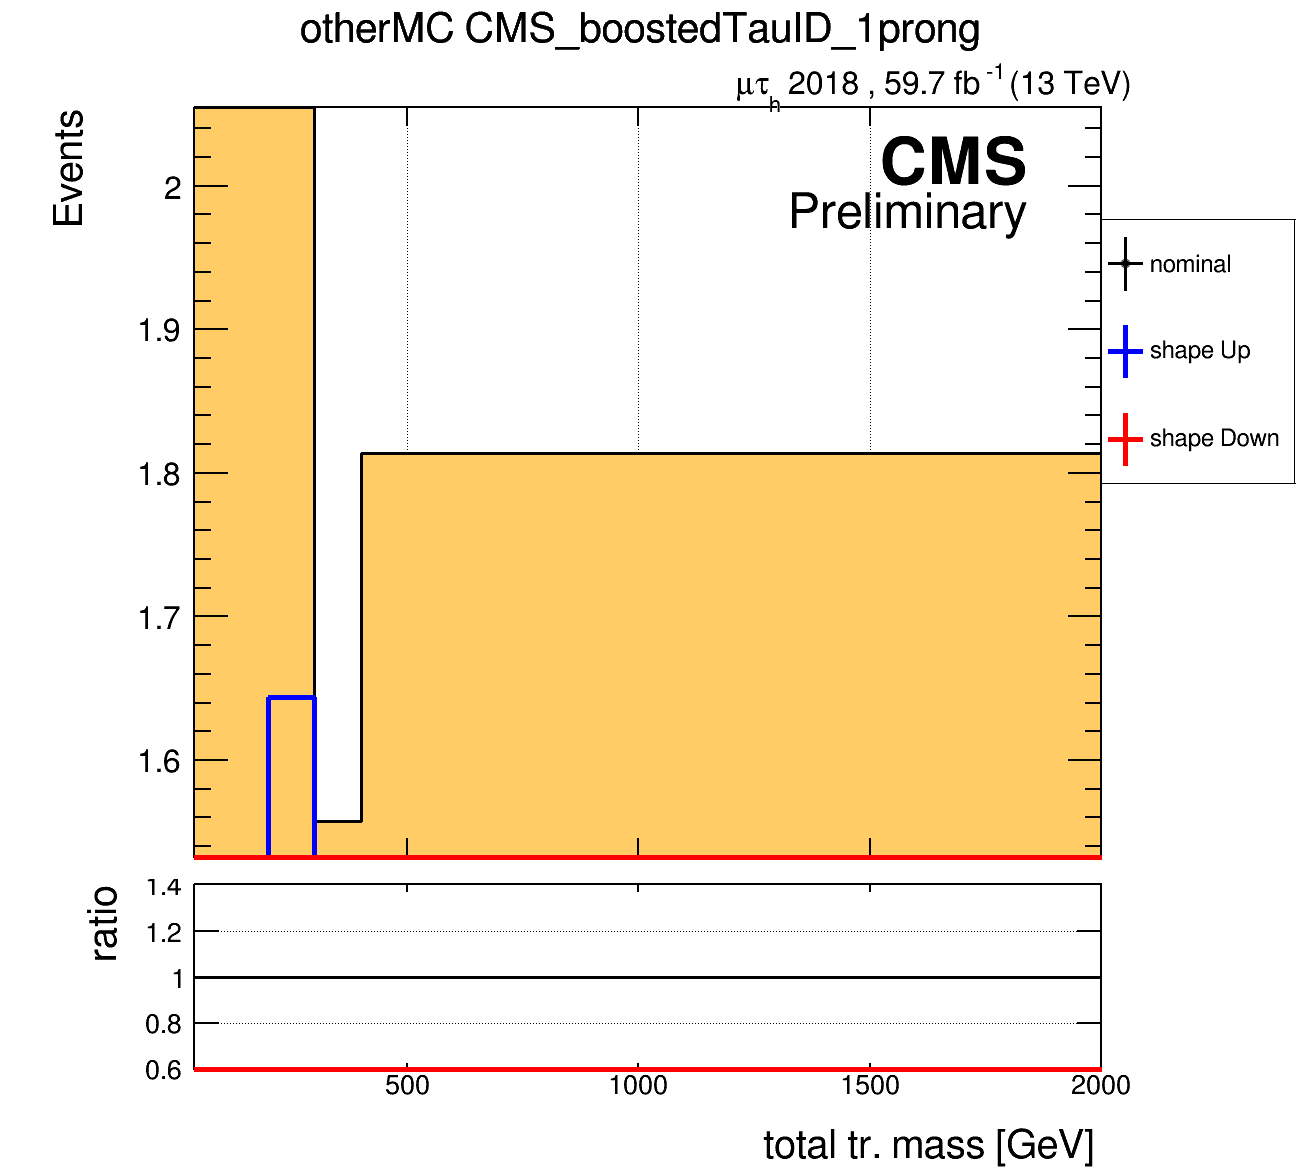 otherMC CMS_boostedTauID_1prong
μτh 2018 , 59.7 fb-1 (13 TeV)
Events
CMS
Preliminary
2
1.9
1.8
1.7
1.6
nominal
shape Up
shape Down
ratio
1.4
1.2
1
0.8
0.6
500
1000
1500
2000
total tr. mass [GeV]